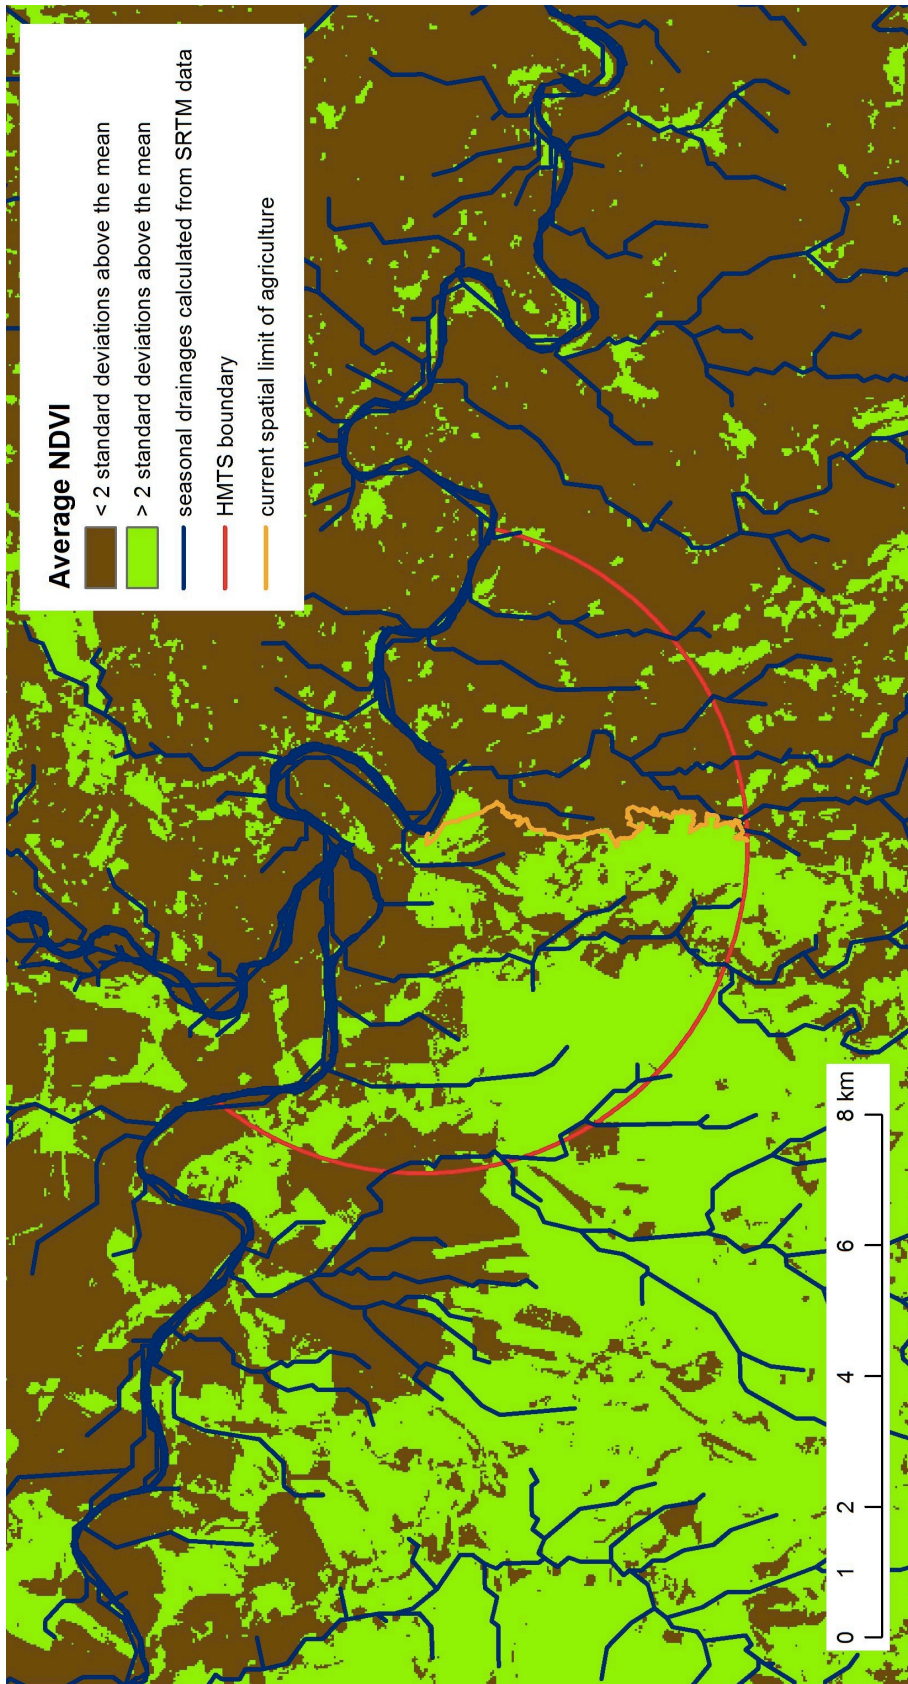 Average NDVI
< 2 standard deviations above the mean
> 2 standard deviations above the mean
seasonal drainages calculated from SRTM data
HMTS boundary
current spatial limit of agriculture
0 1 2 4 6 8 km